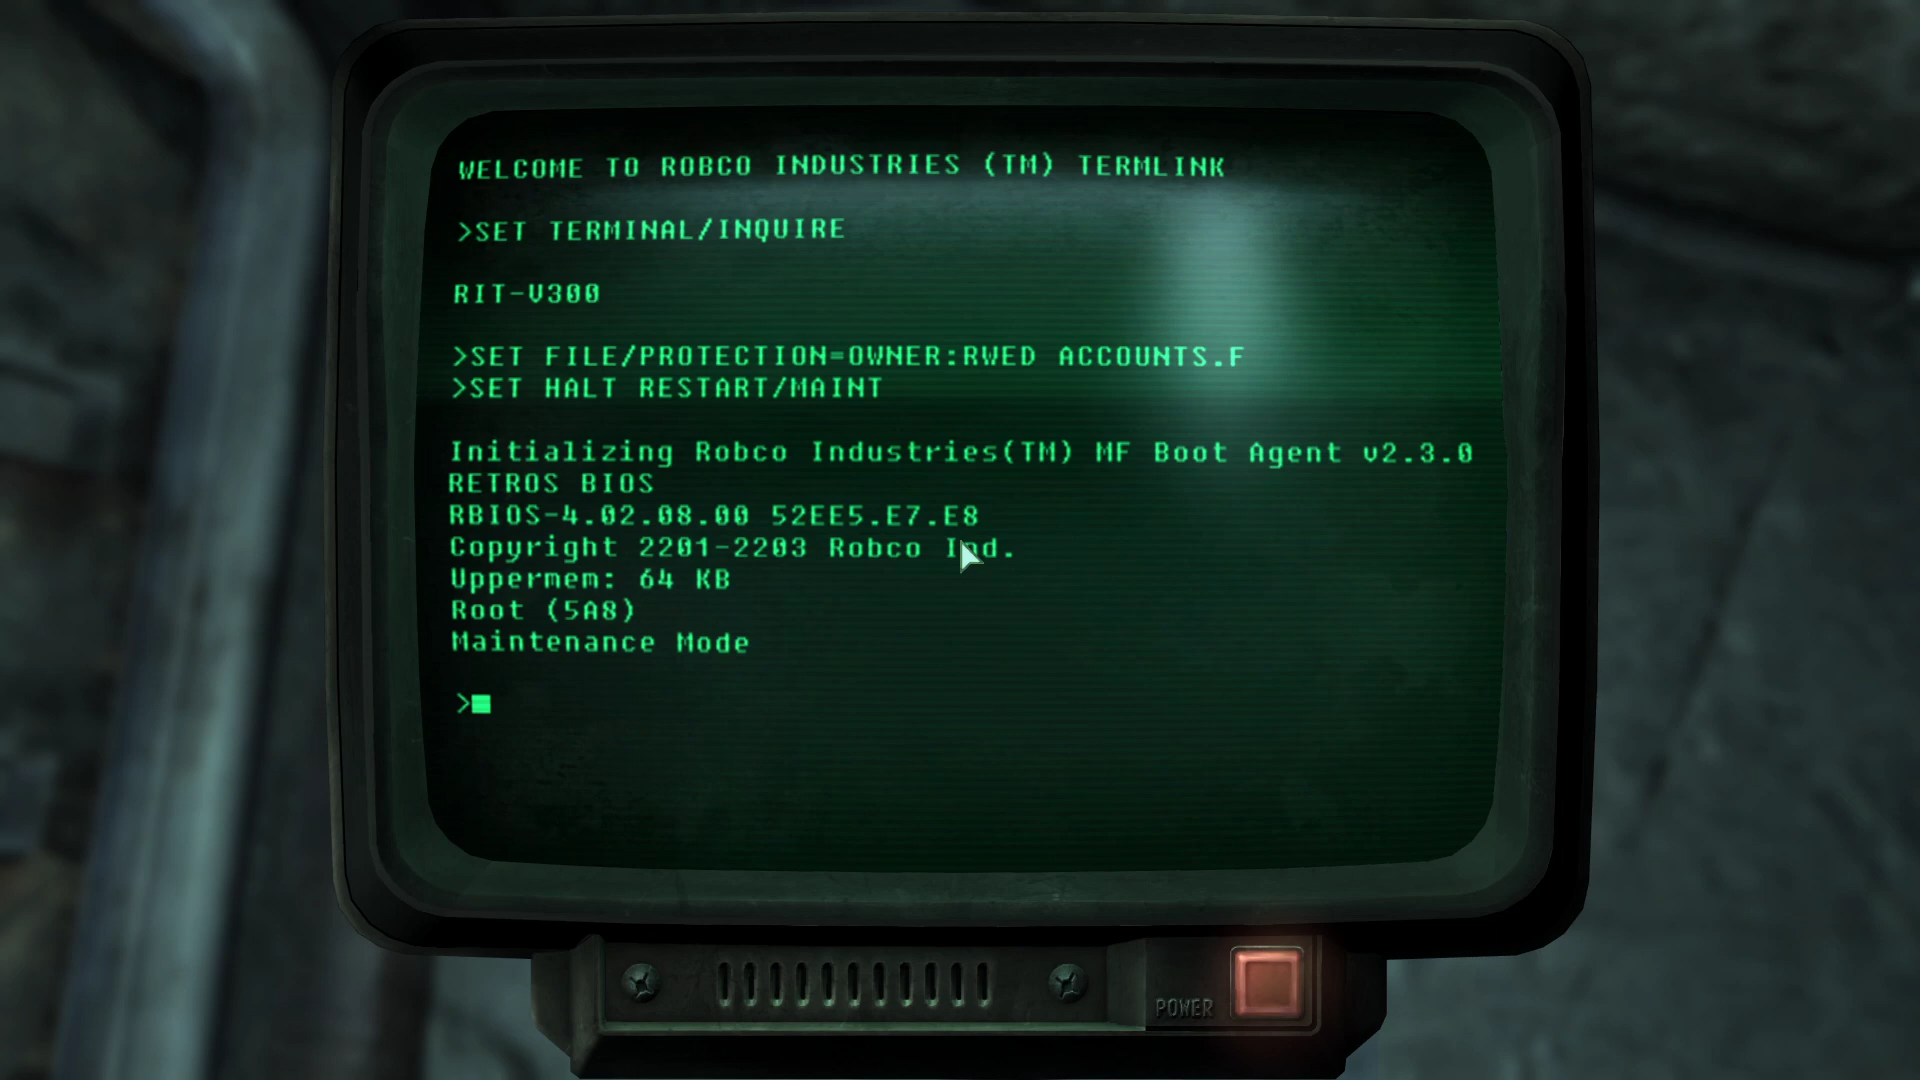 WELCOME TO ROBCO INDUSTRIES (TM) TERMLINK
>SET TERMINAL/INQUIRE
RIT-V300
>SET FILE/PROTECTION=OWNER:RWED ACCOUNTS.F
>SET HALT RESTART/MAINT
Initializing Robco Industries(TM) MF Boot Agent v2.3.0
RETROS BIOS
RBIOS-4.02.08.00 52EE5.E7.E8
Copyright 2201-2203 Robco Ind.
Uppermem: 64 KB
Root (5A8)
Maintenance Mode
>
POWER